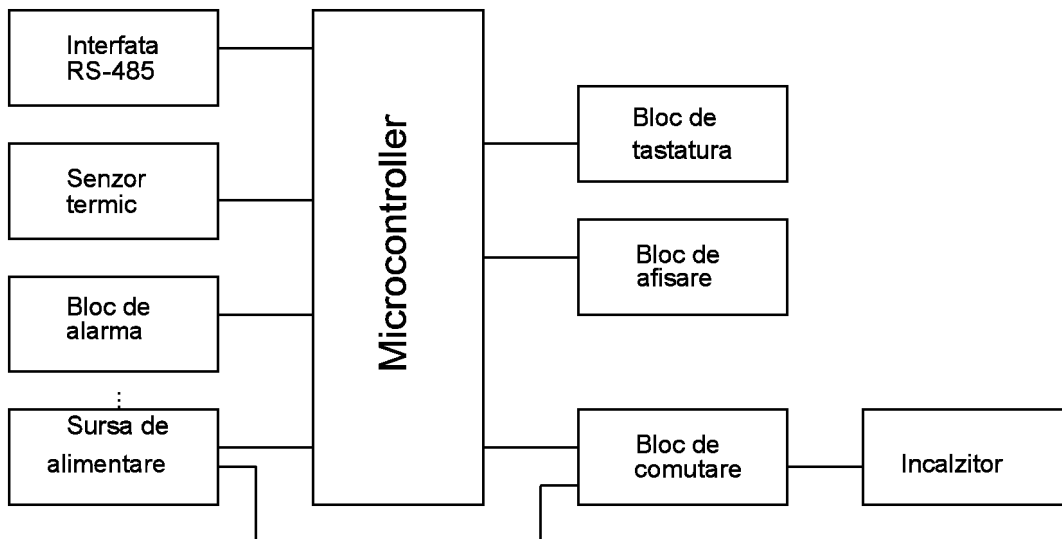 Interfata
RS-485
Senzor
termic
Bloc de
alarma
Sursa de
alimentare
Microcontroller
Bloc de
tastatura
Bloc de
afisare
Bloc de
comutare
Incalzitor